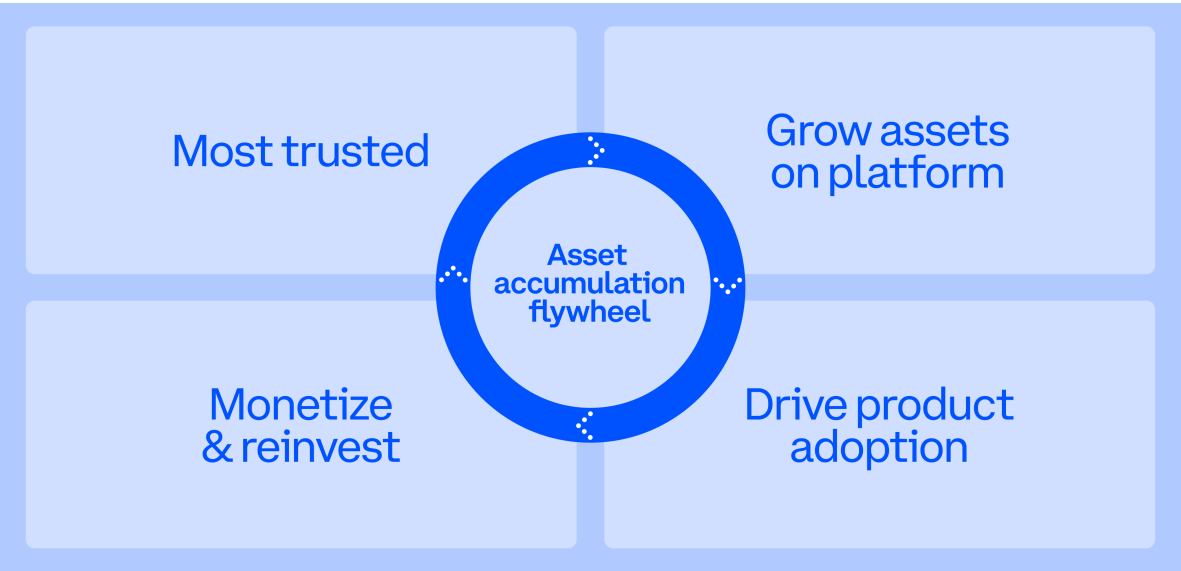 Most trusted
Grow assets
on platform
Asset
accumulation
flywheel
Monetize
& reinvest
Drive product
adoption